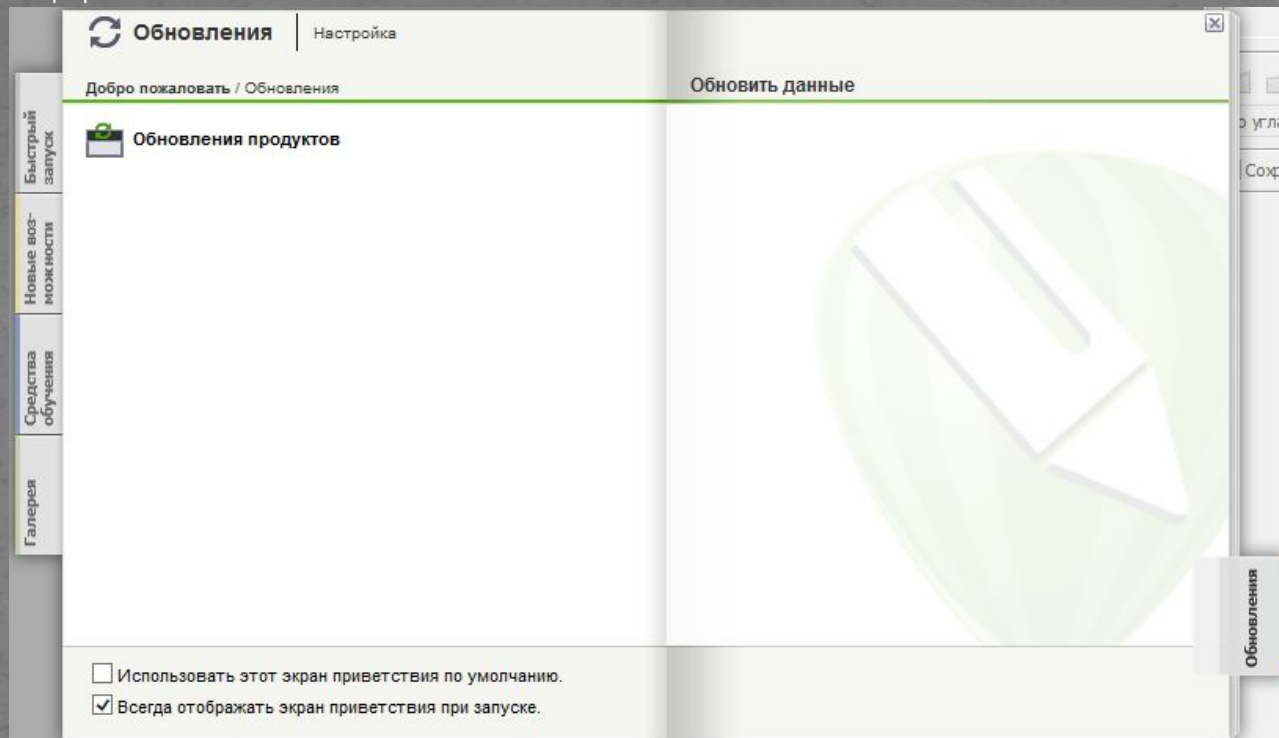 Обновления
Настройка
Добро пожаловать / Обновления
Обновить данные
Обновления продуктов
Быстрый
запуск
Новые воз-
можности
Средства
обучения
Галерея
Обновления
Использовать этот экран приветствия по умолчанию.
Всегда отображать экран приветствия при запуске.